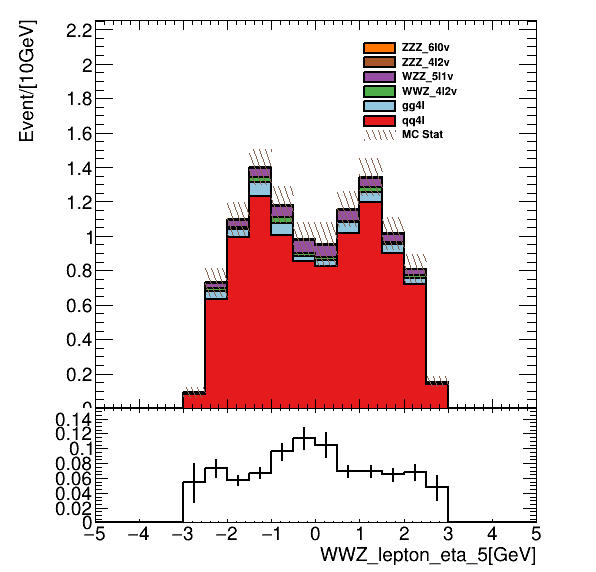 Event/[10GeV]
2.2
2
1.8
1.6
1.4
1.2
1
0.8
0.6
0.4
0.2
0
ZZZ_6l0v
ZZZ_4l2v
WZZ_5l1v
WWZ_4l2v
gg4l
qq4l
MC Stat
0.14
0.12
0.1
0.08
0.06
0.04
0.02
0
−5 −4 −3 −2 −1 0 1 2 3 4 5
WWZ_lepton_eta_5[GeV]